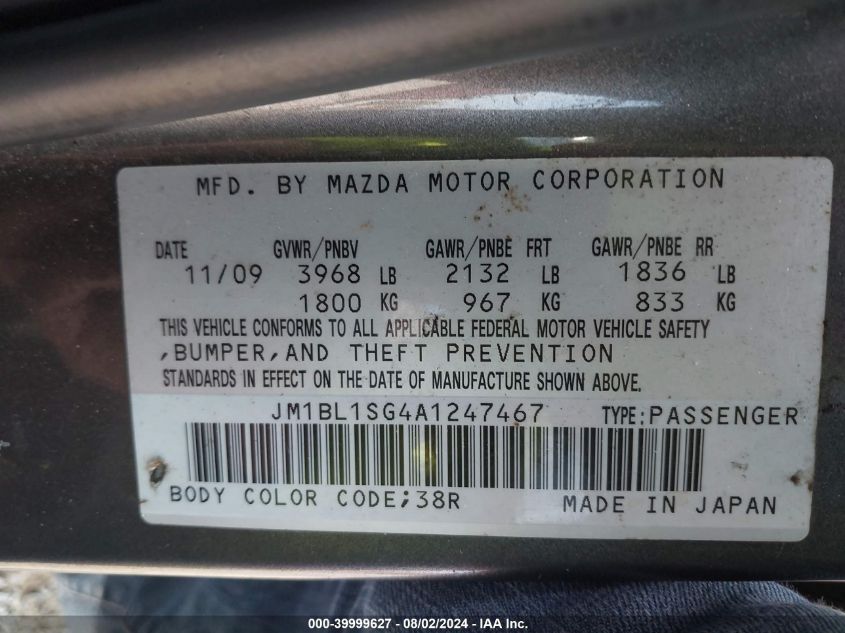 MFD. BY MAZDA MOTOR CORPORATION
DATE GVWR/PNBV GAWR/PNBE FRT GAWR/PNBE RR
11/09 3968 LB 2132 LB 1836 LB
1800 KG 967 KG 833 KG
THIS VEHICLE CONFORMS TO ALL APPLICABLE FEDERAL MOTOR VEHICLE SAFETY
,BUMPER,AND THEFT PREVENTION
STANDARDS IN EFFECT ON THE DATE OF MANUFACTURE SHOWN ABOVE.
JM1BL1SG4A1247467 TYPE:PASSENGER
BODY COLOR CODE;38R MADE IN JAPAN
000-39999627 - 08/02/2024 - IAA Inc.